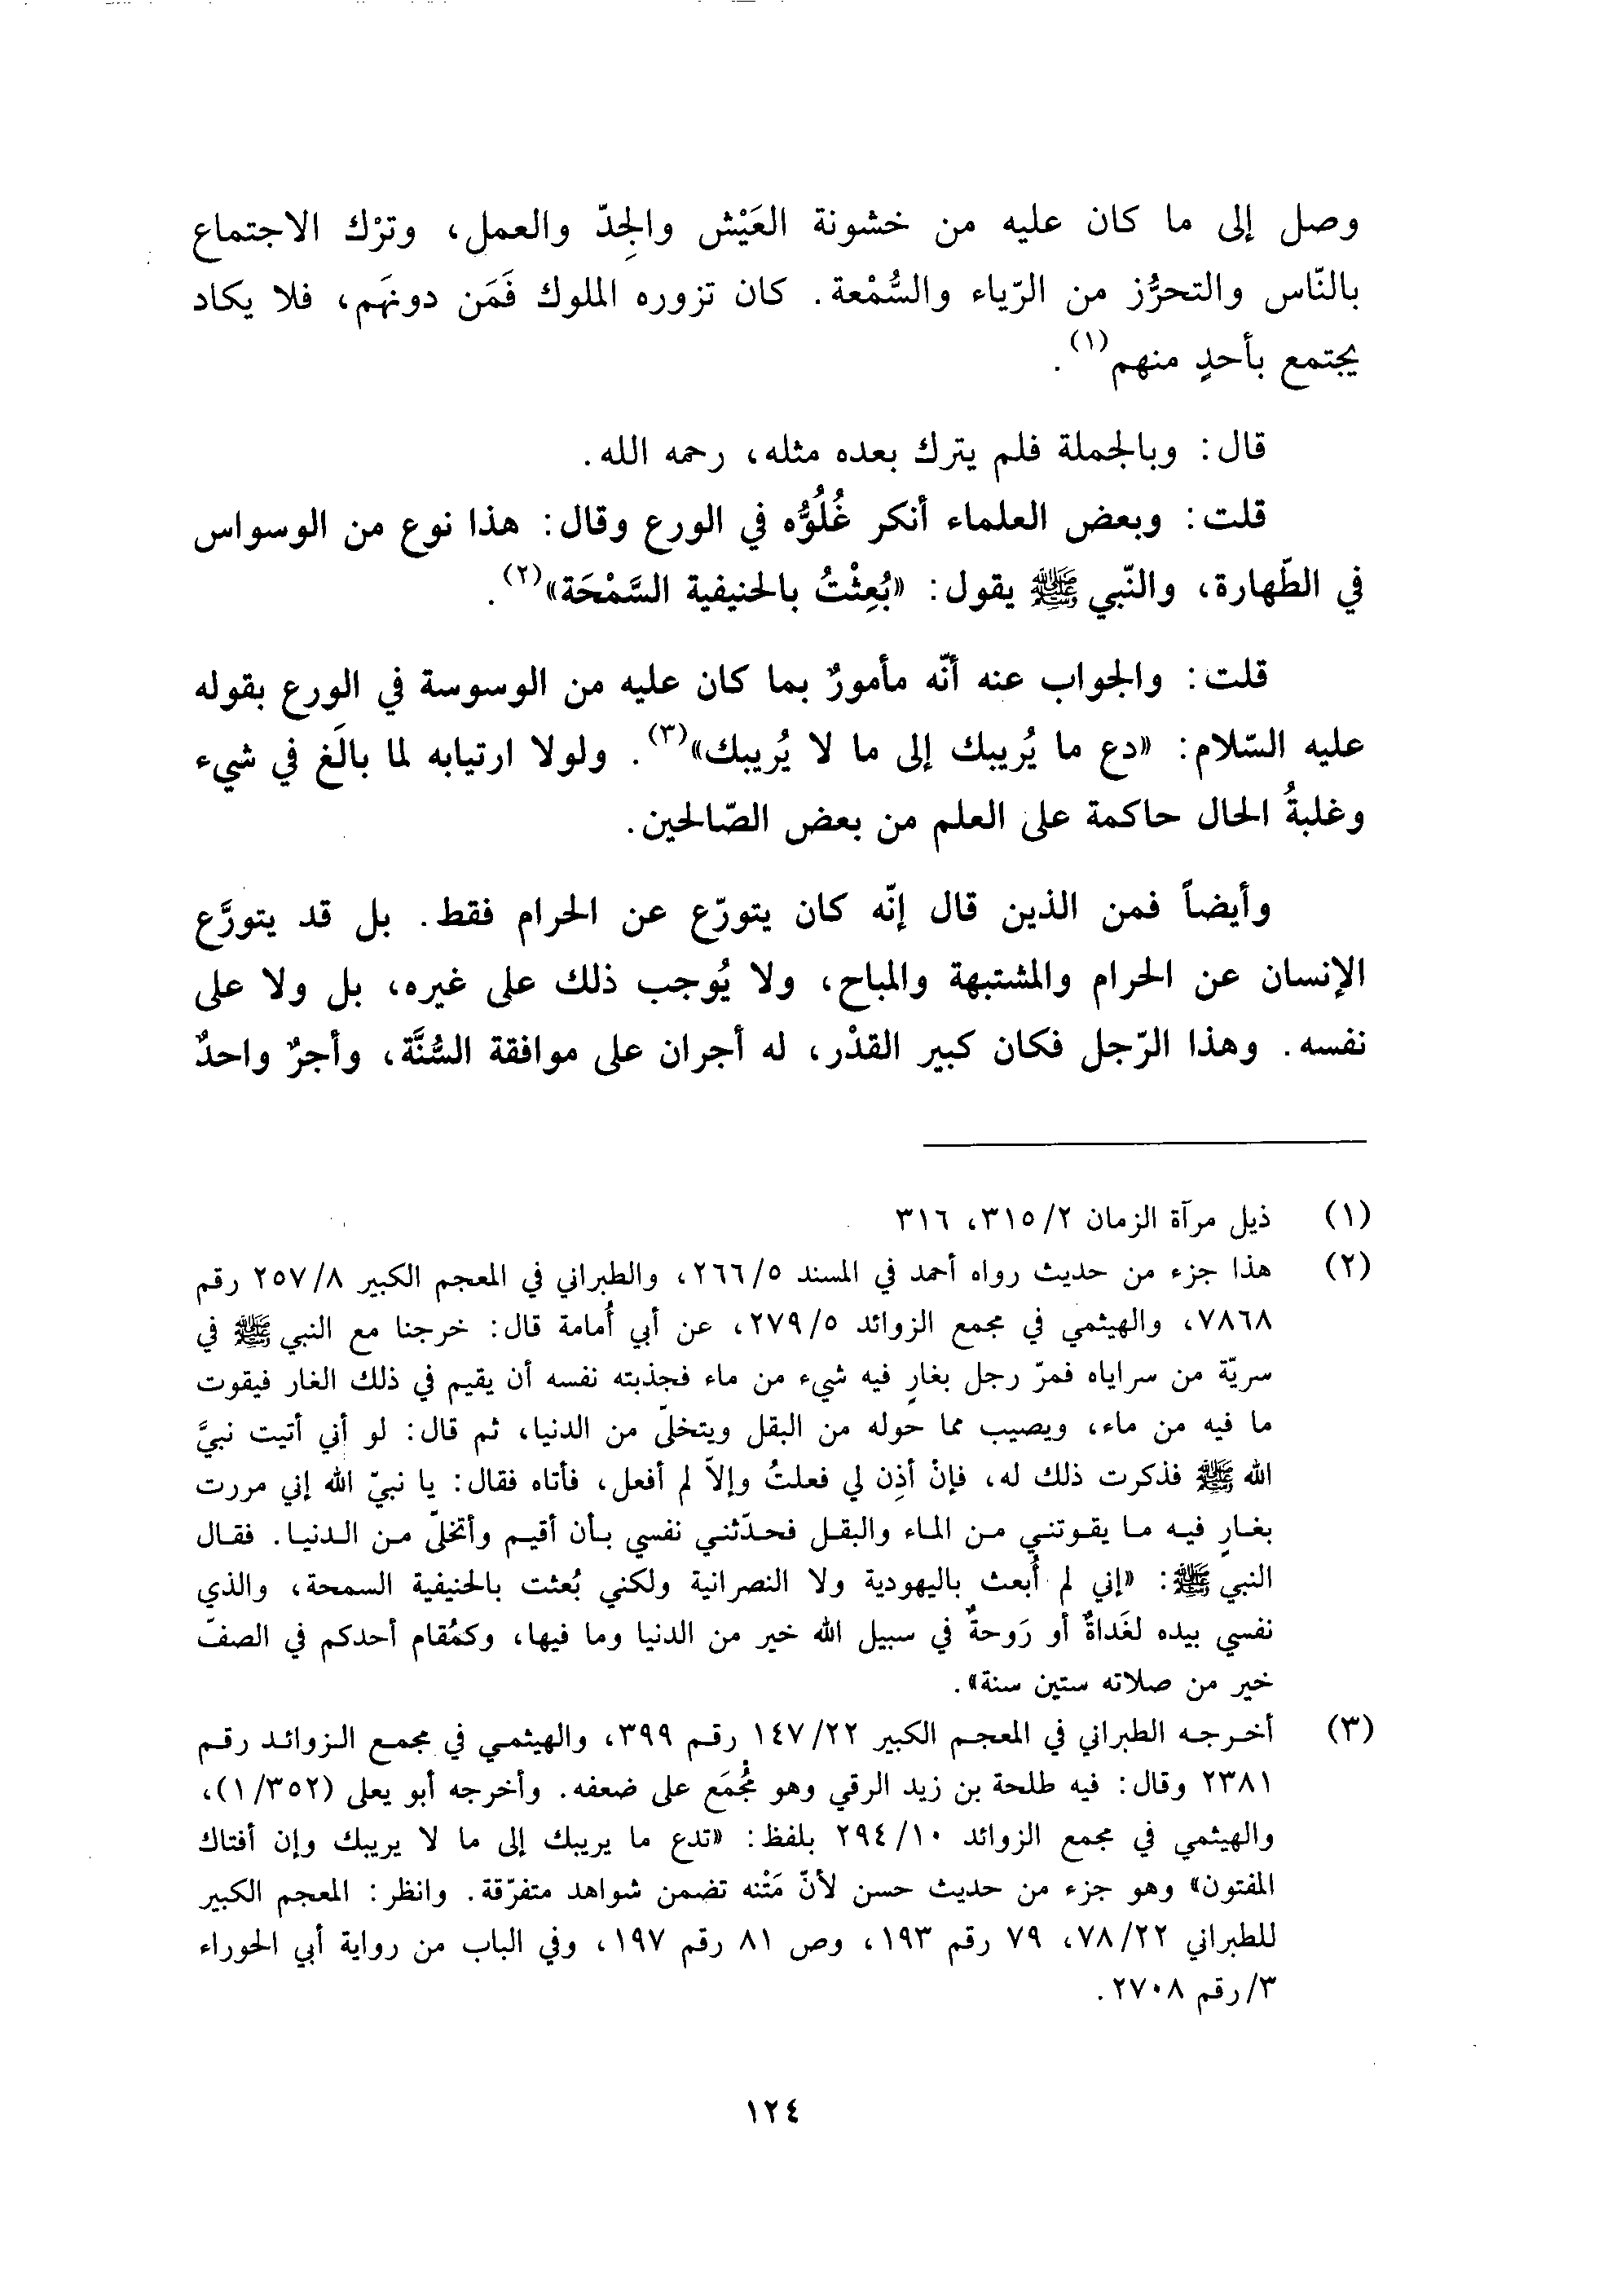 وصل إلى ما كان عليه من خشونة العَيْش والجِدّ والعمل، وترْك الاجتماع
بالنّاس والتحرُّز من الرّياء والسُّمْعة. كان تزوره الملوك فَمَن دونهَم، فلا يكاد
يجتمع بأحدٍ منهم(١).
قال: وبالجملة فلم يترك بعده مثله، رحمه الله.
قلت: وبعض العلماء أنكر غُلُوُّه في الورع وقال: هذا نوع من الوسواس
في الطّهارة، والنّبي ﷺ يقول: «بُعِثْتُ بالحنيفية السَّمْحَة»(٢).
قلت: والجواب عنه أنّه مأمورٌ بما كان عليه من الوسوسة في الورع بقوله
عليه السّلام: «دع ما يُريبك إلى ما لا يُريبك»(٣). ولولا ارتيابه لما بالَغ في شيء
وغلبةُ الحال حاكمة على العلم من بعض الصّالحين.
وأيضاً فمن الذين قال إنّه كان يتورّع عن الحرام فقط. بل قد يتورَّع
الإنسان عن الحرام والمشتبهة والمباح، ولا يُوجب ذلك على غيره، بل ولا على
نفسه. وهذا الرّجل فكان كبير القدْر، له أجران على موافقة السُّنَّة، وأجرٌ واحدٌ
(١) ذيل مرآة الزمان ٢/ ٣١٥، ٣١٦
(٢) هذا جزء من حديث رواه أحمد في المسند ٥/ ٢٦٦، والطبراني في المعجم الكبير ٨/ ٢٥٧ رقم
٧٨٦٨، والهيثمي في مجمع الزوائد ٥/ ٢٧٩، عن أبي أُمامة قال: خرجنا مع النبي ﷺ في
سريّة من سراياه فمرّ رجل بغارٍ فيه شيء من ماء فجذبته نفسه أن يقيم في ذلك الغار فيقوت
ما فيه من ماء، ويصيب مما حوله من البقل ويتخلّى من الدنيا، ثم قال: لو أني أتيت نبيَّ
الله ﷺ فذكرت ذلك له، فإنْ أذِن لي فعلتُ وإلاّ لم أفعل، فأتاه فقال: يا نبيّ الله إني مررت
بغارٍ فيه ما يقوتني من الماء والبقل فحدّثني نفسي بأن أقيم وأتخلّى من الدنيا. فقال
النبي ﷺ: «إني لم أُبعث باليهودية ولا النصرانية ولكني بُعثت بالحنيفية السمحة، والذي
نفسي بيده لغَداةٌ أو رَوحةٌ في سبيل الله خير من الدنيا وما فيها، وكمُقام أحدكم في الصفّ
خير من صلاته ستين سنة».
(٣) أخرجه الطبراني في المعجم الكبير ٢٢/ ١٤٧ رقم ٣٩٩، والهيثمي في مجمع الزوائد رقم
٢٣٨١ وقال: فيه طلحة بن زيد الرقي وهو مجُمَع على ضعفه. وأخرجه أبو يعلى (١/٣٥٢)،
والهيثمي في مجمع الزوائد ١٠/ ٢٩٤ بلفظ: «تدع ما يريبك إلى ما لا يريبك وإن أفتاك
المفتون» وهو جزء من حديث حسن لأنّ مَتْنه تضمن شواهد متفرّقة. وانظر: المعجم الكبير
للطبراني ٢٢/ ٧٨، ٧٩ رقم ١٩٣، وص ٨١ رقم ١٩٧، وفي الباب من رواية أبي الحوراء
٣/ رقم ٢٧٠٨.
١٢٤